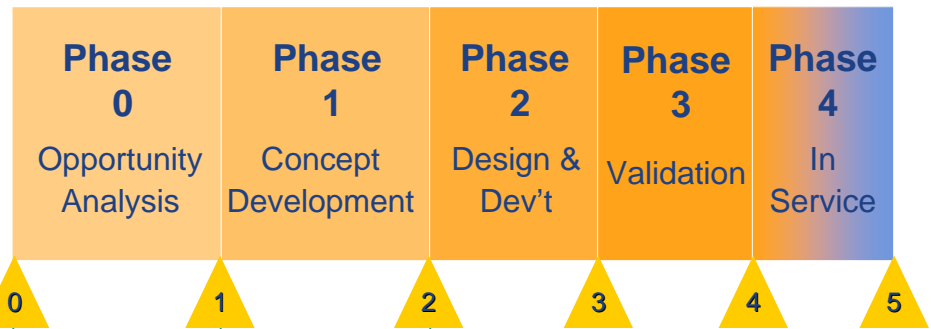 Phase
0
Opportunity
Analysis
Phase
1
Concept
Development
Phase
2
Design &
Dev't
Phase
3
Validation
Phase
4
In
Service
0
1
2
3
4
5